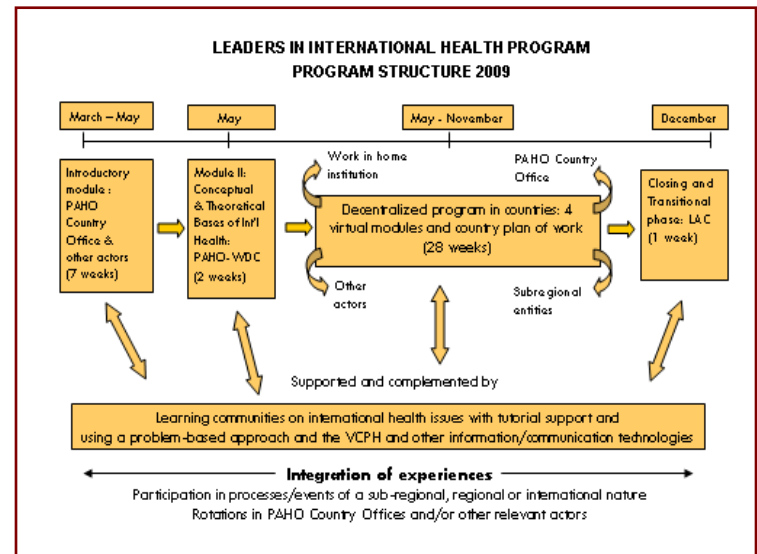 LEADERS IN INTERNATIONAL HEALTH PROGRAM
PROGRAM STRUCTURE 2009
March – May
May
May - November
December
Introductory
module :
PAHO
Country
Office &
other actors
(7 weeks)
Module II:
Conceptual
& Theoretical
Bases of Int'l
Health:
PAHO- WDC
(2 weeks)
Work in home
institution
PAHO Country
Office
Decentralized program in countries: 4
virtual modules and country plan of work
(28 weeks)
Other
actors
Subregional
entities
Closing and
Transitional
phase: LAC
(1 week)
Supported and complemented by
Learning communities on international health issues with tutorial support and
using a problem-based approach and the VCPH and other information/communication technologies
Integration of experiences
Participation in processes/events of a sub-regional, regional or international nature
Rotations in PAHO Country Offices and/or other relevant actors